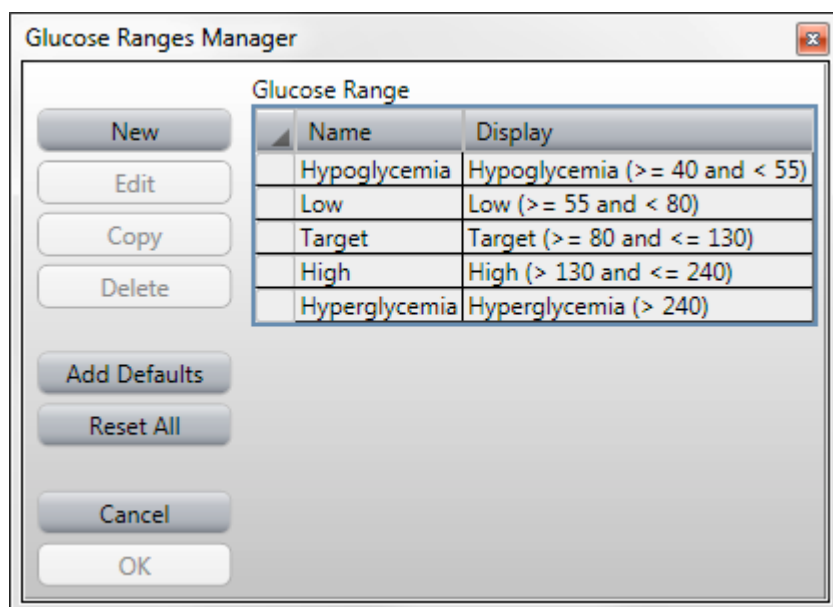 Glucose Ranges Manager
Glucose Range
New
Edit
Copy
Delete
Add Defaults
Reset All
Cancel
OK
Name Display
Hypoglycemia Hypoglycemia (>= 40 and < 55)
Low Low (>= 55 and < 80)
Target Target (>= 80 and <= 130)
High High (> 130 and <= 240)
Hyperglycemia Hyperglycemia (> 240)